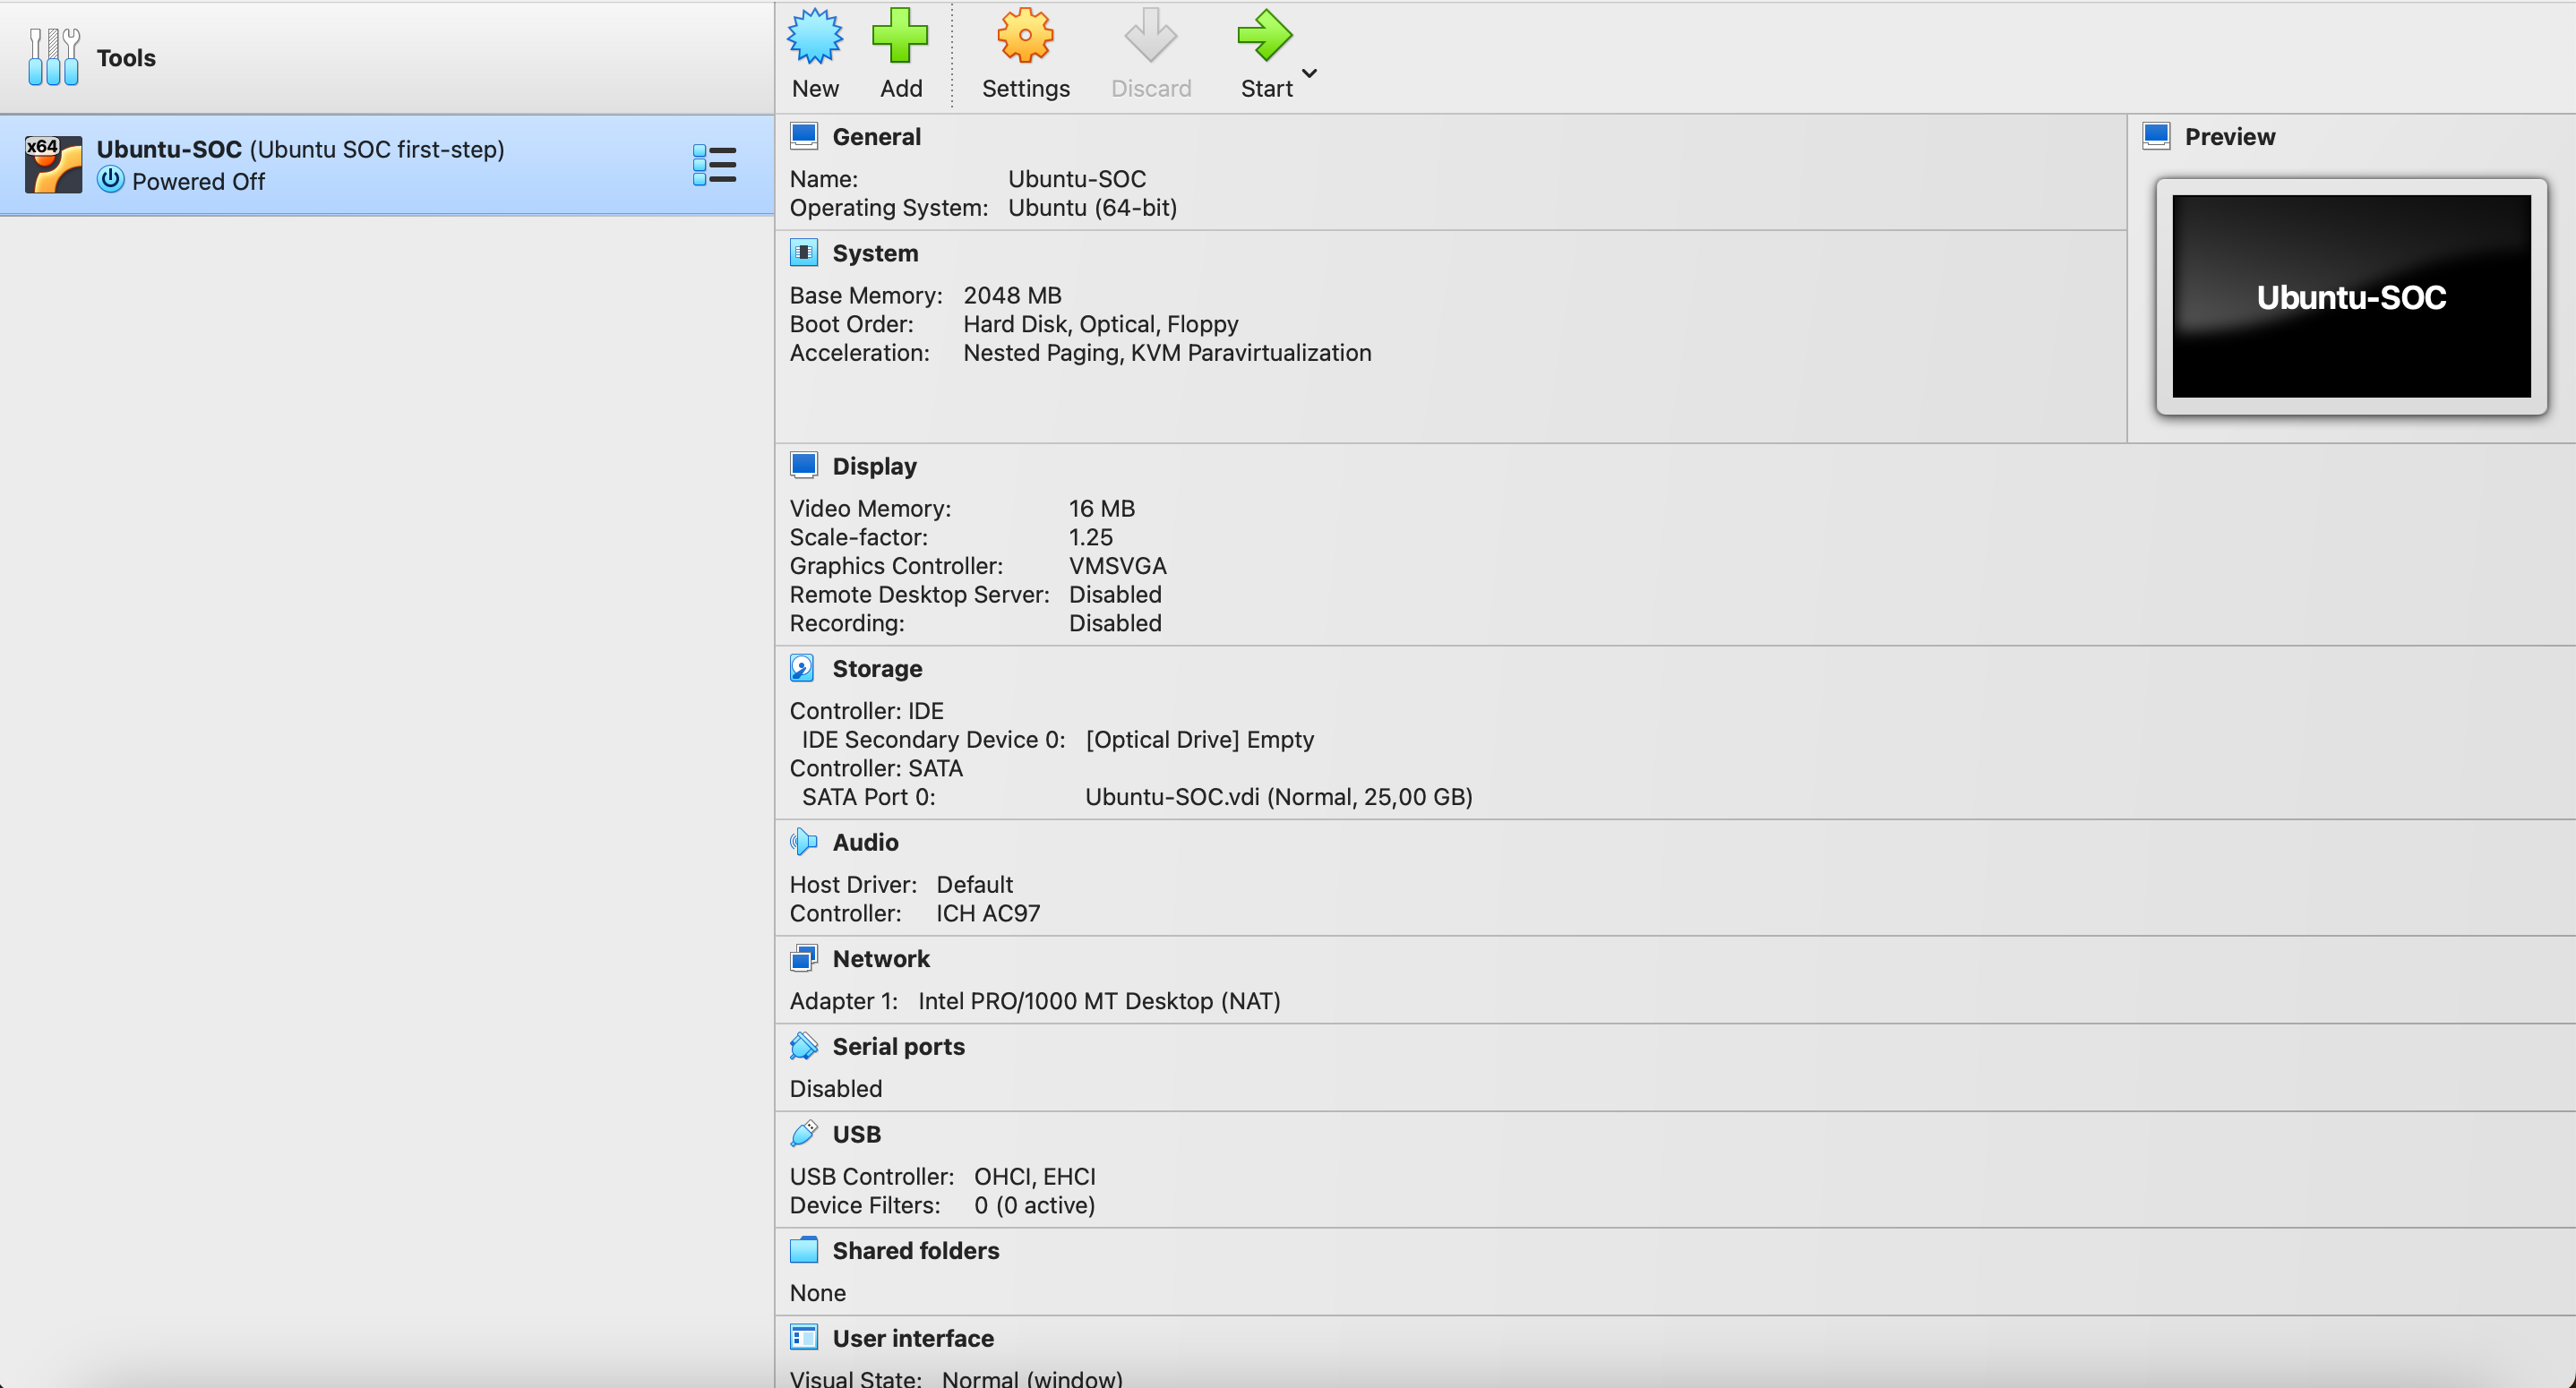 Tools
New
Add
Settings
Discard
Start
x64
Ubuntu-SOC (Ubuntu SOC first-step)
Powered Off
General
Name: Ubuntu-SOC
Operating System: Ubuntu (64-bit)
Preview
Ubuntu-SOC
System
Base Memory: 2048 MB
Boot Order: Hard Disk, Optical, Floppy
Acceleration: Nested Paging, KVM Paravirtualization
Display
Video Memory: 16 MB
Scale-factor: 1.25
Graphics Controller: VMSVGA
Remote Desktop Server: Disabled
Recording: Disabled
Storage
Controller: IDE
IDE Secondary Device 0: [Optical Drive] Empty
Controller: SATA
SATA Port 0: Ubuntu-SOC.vdi (Normal, 25,00 GB)
Audio
Host Driver: Default
Controller: ICH AC97
Network
Adapter 1: Intel PRO/1000 MT Desktop (NAT)
Serial ports
Disabled
USB
USB Controller: OHCI, EHCI
Device Filters: 0 (0 active)
Shared folders
None
User interface
Visual State: Normal (window)